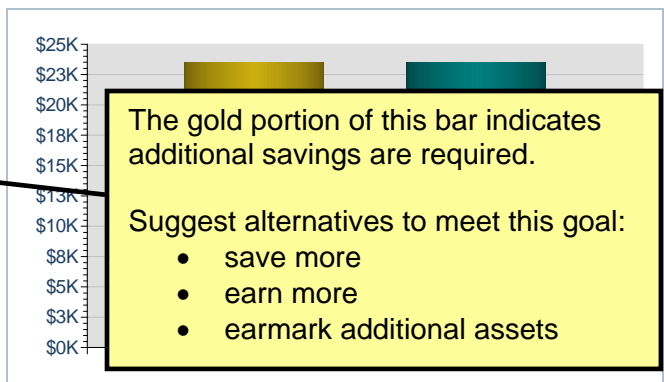 $25K
$23K
$20K
$18K
$15K
$13K
$10K
$8K
$5K
$3K
$0K
The gold portion of this bar indicates
additional savings are required.
Suggest alternatives to meet this goal:
• save more
• earn more
• earmark additional assets